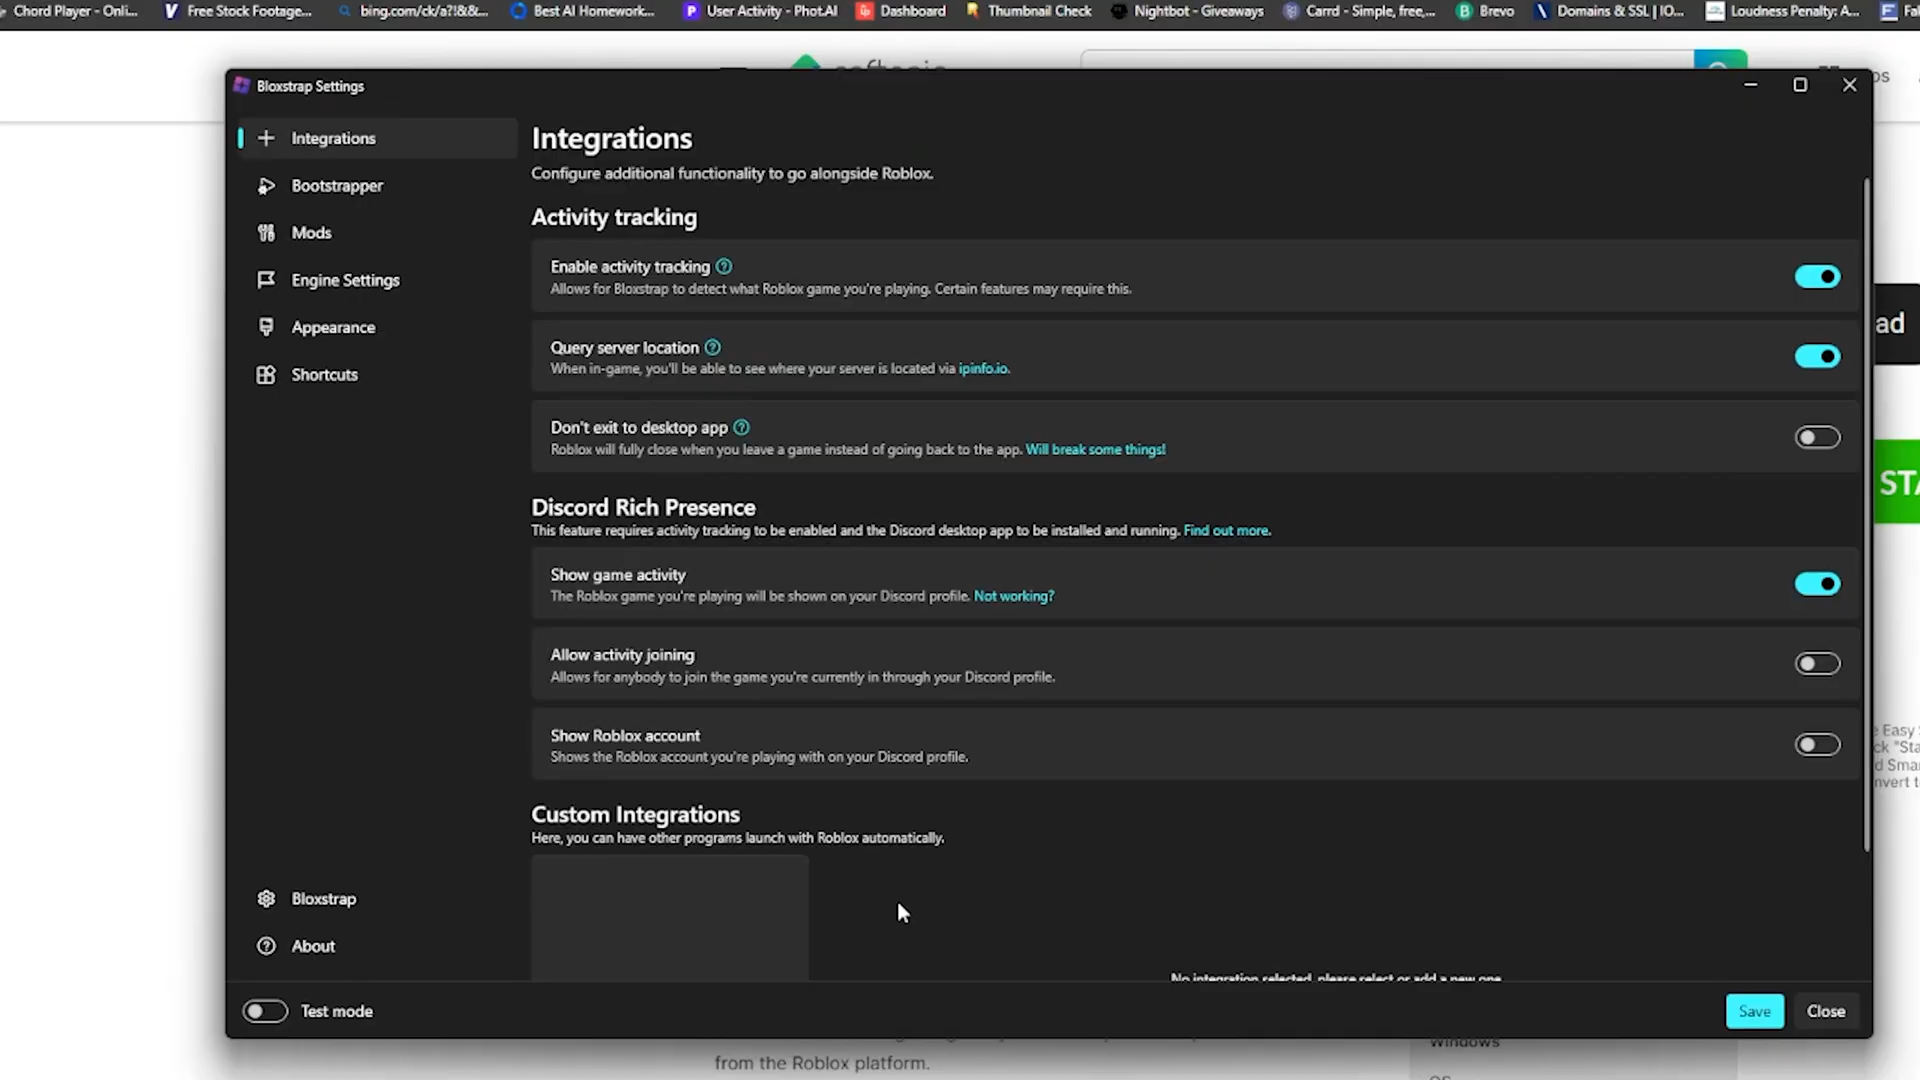 Chord Player - Onli... Free Stock Footage... bing.com/ck/a?!&&... Best AI Homework... User Activity - Phot.AI Dashboard Thumbnail Check Nightbot - Giveaways Carrd - Simple, free,... Brevo Domains & SSL | IO... Loudness Penalty: A...
Bloxstrap Settings
Integrations
Bootstrapper
Mods
Engine Settings
Appearance
Shortcuts
Bloxstrap
About
Test mode
Integrations
Configure additional functionality to go alongside Roblox.
Activity tracking
Enable activity tracking
Allows for Bloxstrap to detect what Roblox game you're playing. Certain features may require this.
Query server location
When in-game, you'll be able to see where your server is located via ipinfo.io.
Don't exit to desktop app
Roblox will fully close when you leave a game instead of going back to the app. Will break some things!
Discord Rich Presence
This feature requires activity tracking to be enabled and the Discord desktop app to be installed and running. Find out more.
Show game activity
The Roblox game you're playing will be shown on your Discord profile. Not working?
Allow activity joining
Allows for anybody to join the game you're currently in through your Discord profile.
Show Roblox account
Shows the Roblox account you're playing with on your Discord profile.
Custom Integrations
Here, you can have other programs launch with Roblox automatically.
No integration selected, please select or add a new one
Save Close
ad
STA
Easy
from the Roblox platform.
Windows